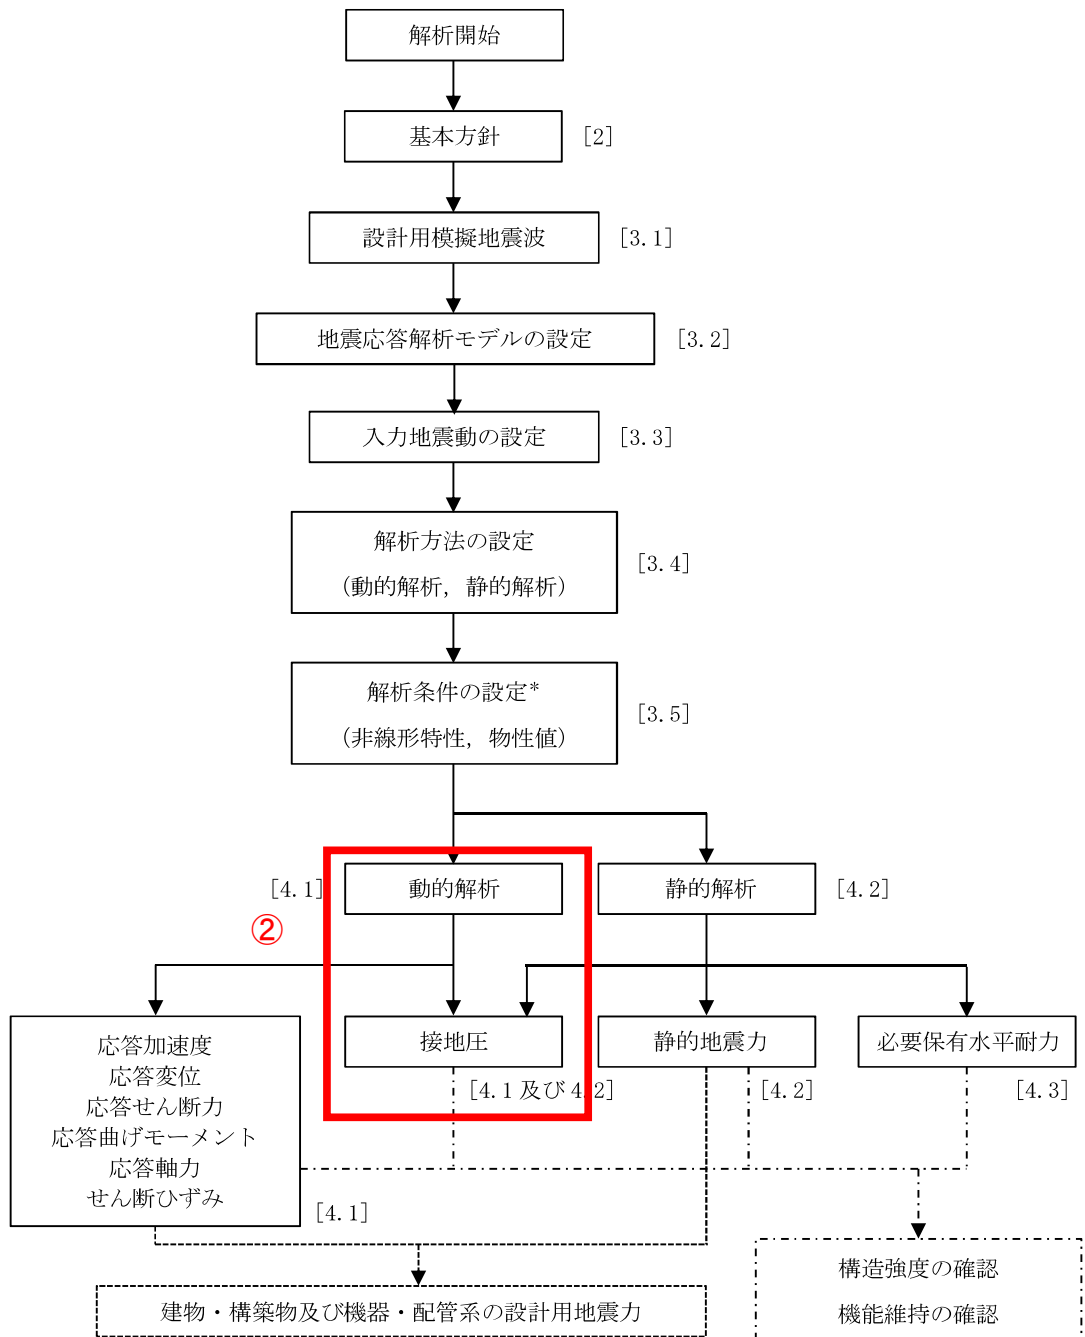 解析開始
基本方針 [2]
設計用模擬地震波 [3.1]
地震応答解析モデルの設定 [3.2]
入力地震動の設定 [3.3]
解析方法の設定
(動的解析，静的解析) [3.4]
解析条件の設定*
(非線形特性，物性値) [3.5]
[4.1] 動的解析 静的解析 [4.2]
②
接地圧 静的地震力 必要保有水平耐力
[4.1 及び 4.2] [4.2] [4.3]
応答加速度
応答変位
応答せん断力
応答曲げモーメント
応答軸力
せん断ひずみ
[4.1]
構造強度の確認
機能維持の確認
建物・構築物及び機器・配管系の設計用地震力